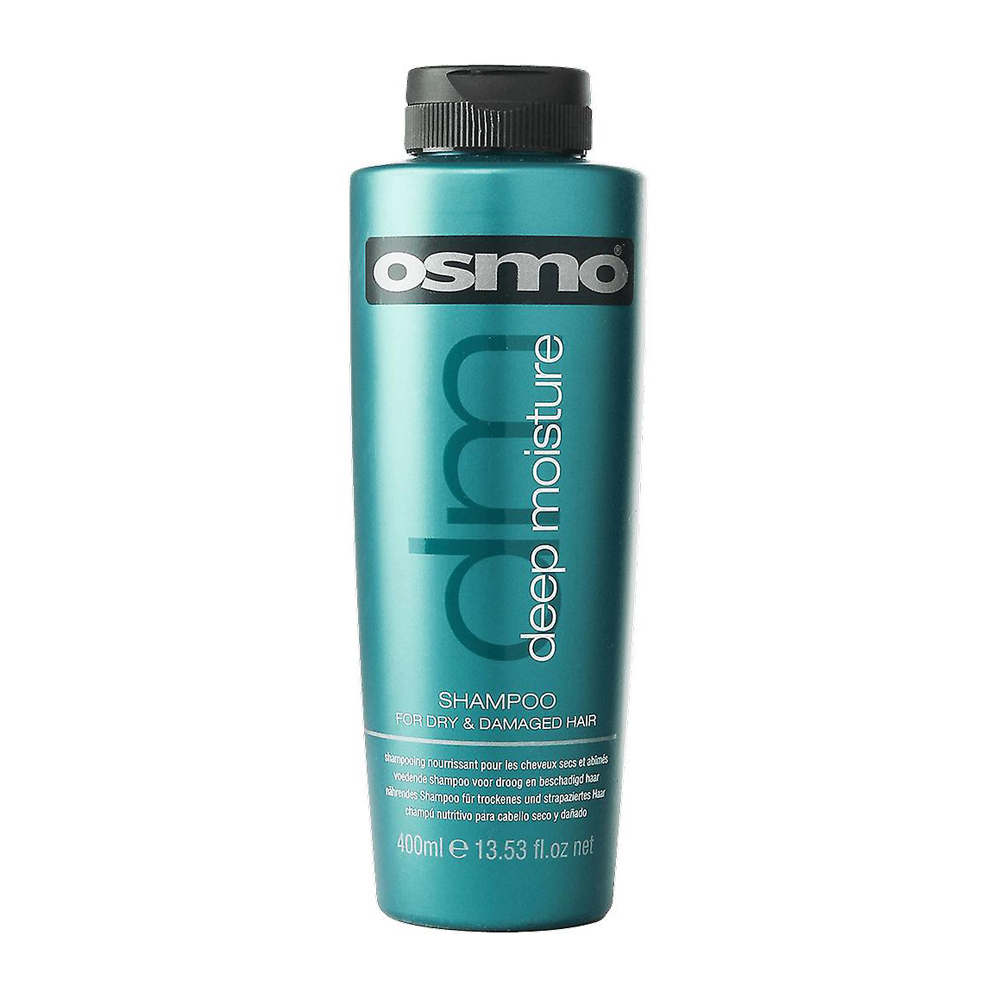 osmo®
dm
deep moisture
SHAMPOO
FOR DRY & DAMAGED HAIR
shampooing nourrissant pour les cheveux secs et abîmés
voedende shampoo voor droog en beschadigd haar
nährendes Shampoo für trockenes und strapaziertes Haar
champú nutritivo para cabello seco y dañado
400ml e 13.53 fl.oz net